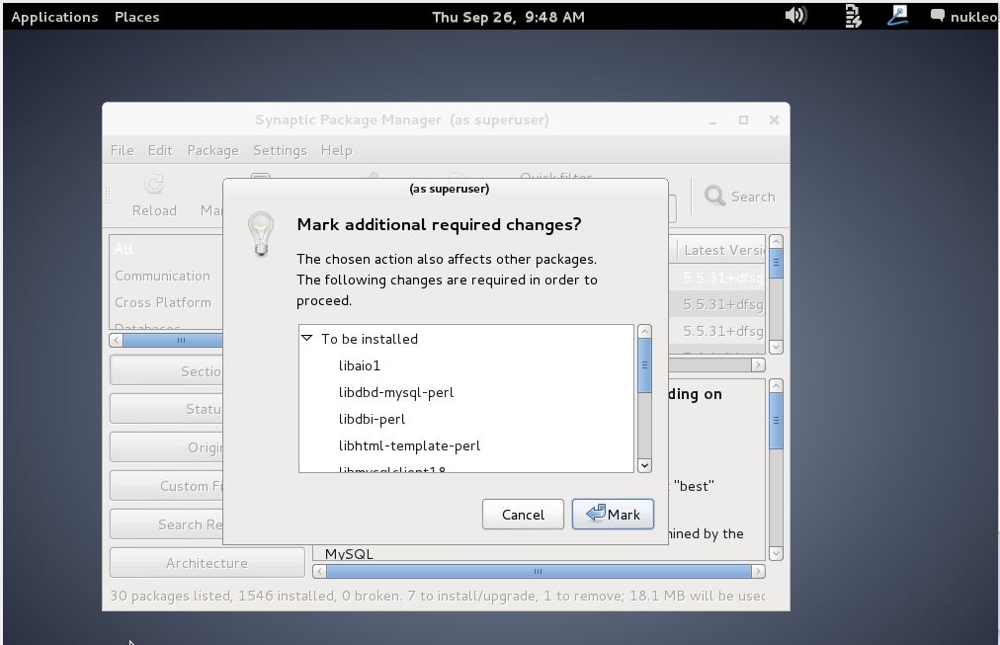 Applications Places Thu Sep 26, 9:48 AM nukleo
Synaptic Package Manager (as superuser)
File Edit Package Settings Help
Quick filter
Reload Search
(as superuser)
Mark additional required changes?
The chosen action also affects other packages.
The following changes are required in order to
proceed.
To be installed
libaio1
libdbd-mysql-perl
libdbi-perl
libhtml-template-perl
libmysqlclient18
Cancel Mark
All
Communication
Cross Platform
Databases
Latest Versi
5.5.31+dfsg
5.5.31+dfsg
5.5.31+dfsg
Sectio
Statu
Origi
Custom Fi
Search Re
Architecture
ding on
"best"
mined by the
MySQL
30 packages listed, 1546 installed, 0 broken. 7 to install/upgrade, 1 to remove; 18.1 MB will be used